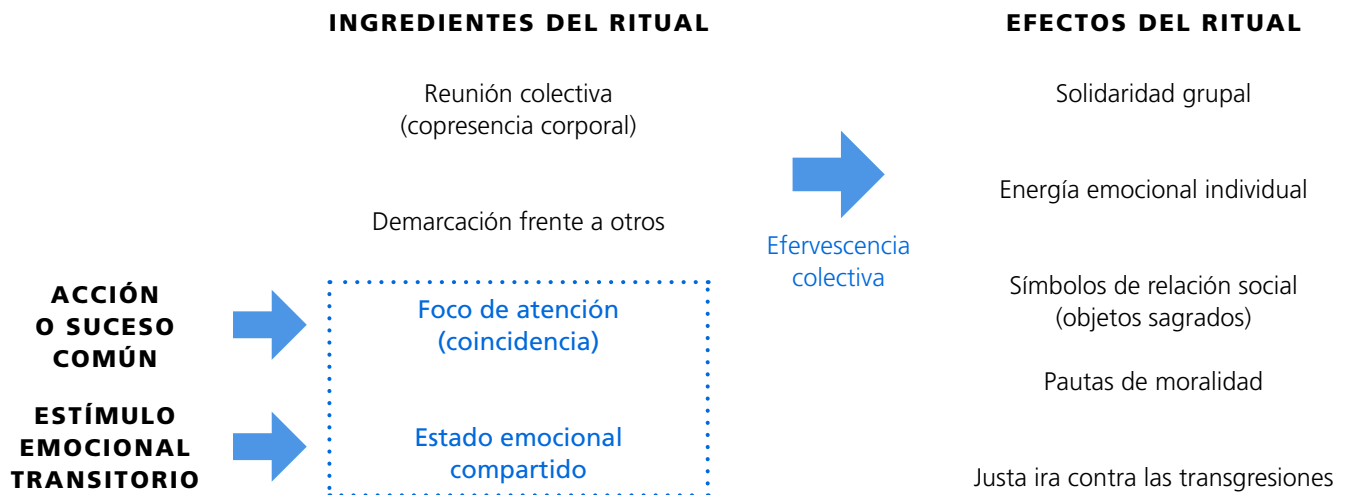 INGREDIENTES DEL RITUAL
EFECTOS DEL RITUAL
Reunión colectiva
(copresencia corporal)
Solidaridad grupal
Energía emocional individual
Demarcación frente a otros
Efervescencia
colectiva
ACCIÓN
O SUCESO
COMÚN
Foco de atención
(coincidencia)
Símbolos de relación social
(objetos sagrados)
Pautas de moralidad
ESTÍMULO
EMOCIONAL
TRANSITORIO
Estado emocional
compartido
Justa ira contra las transgresiones